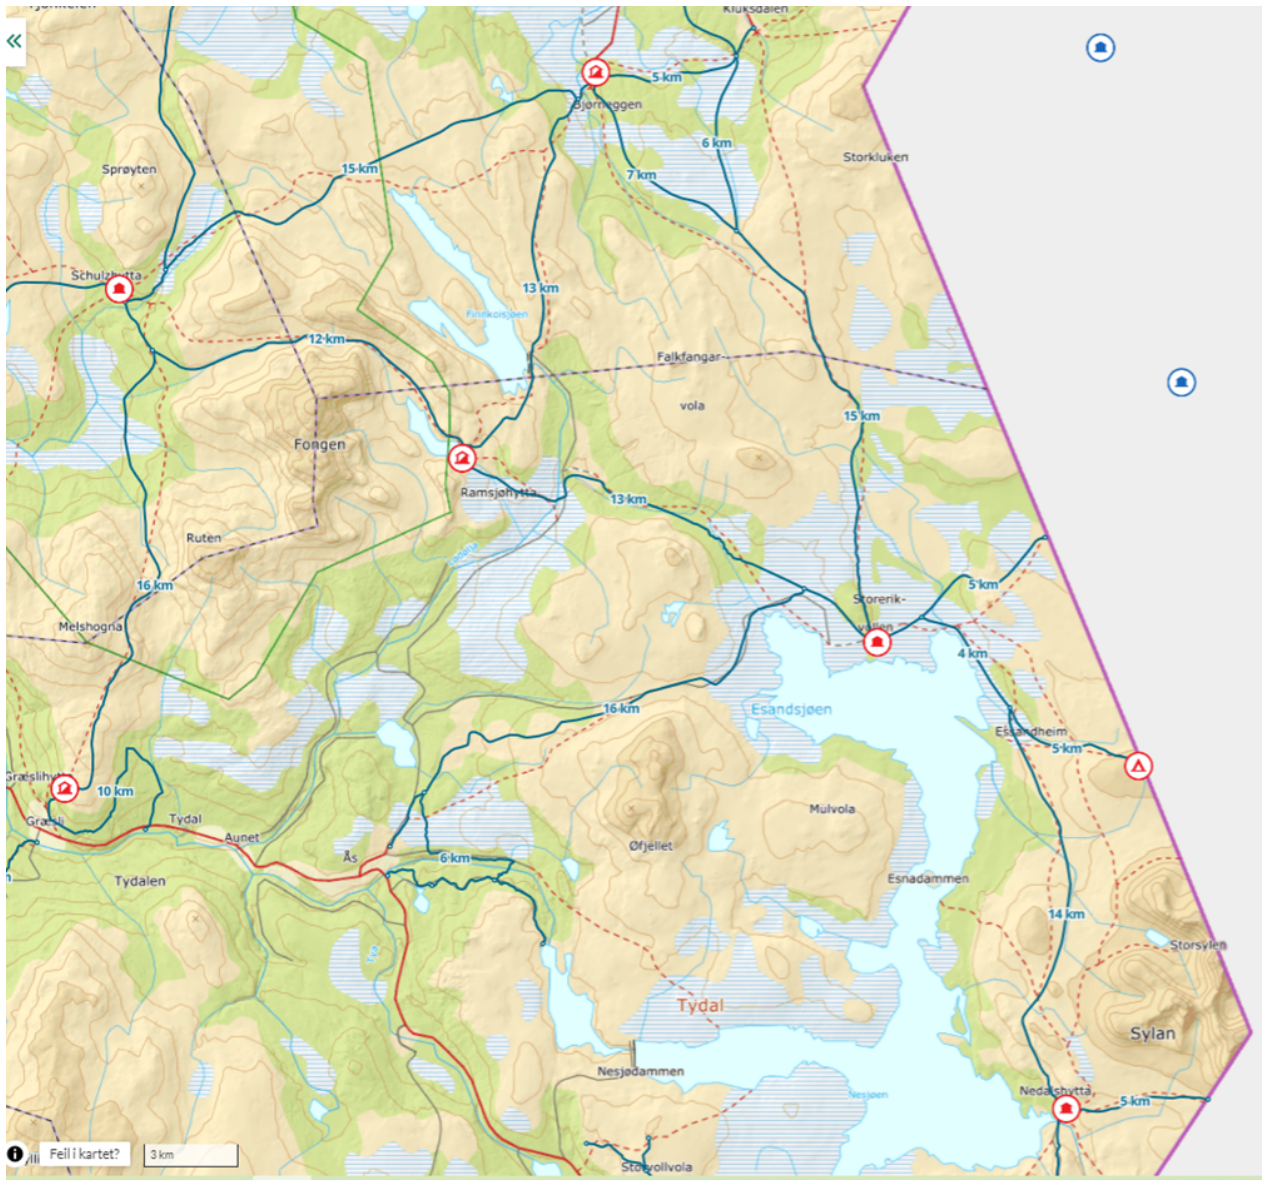 Kluksdalen
5 km
Bjørneggen
6 km
Storkluken
15 km
Sprøyten
7 km
Schulzhytta
13 km
Finnkoisjøen
12 km
Falkfangar-
vola
15 km
Fongen
Ramsjøhytta
13 km
Ruten
16 km
5 km
Storerik-
vollen
Melshogna
4 km
16 km
Esandsjøen
Essandheim
5 km
Græslihytta
10 km
Mulvola
Græsli
Tydal
Aunet
Øfjellet
Ås
6 km
Tydalen
Esnadammen
14 km
Storsylen
Tya
Tydal
Sylan
Nesjødammen
Nedalshytta
Nesjøen
5 km
Feil i kartet?
3 km
Storvollvola